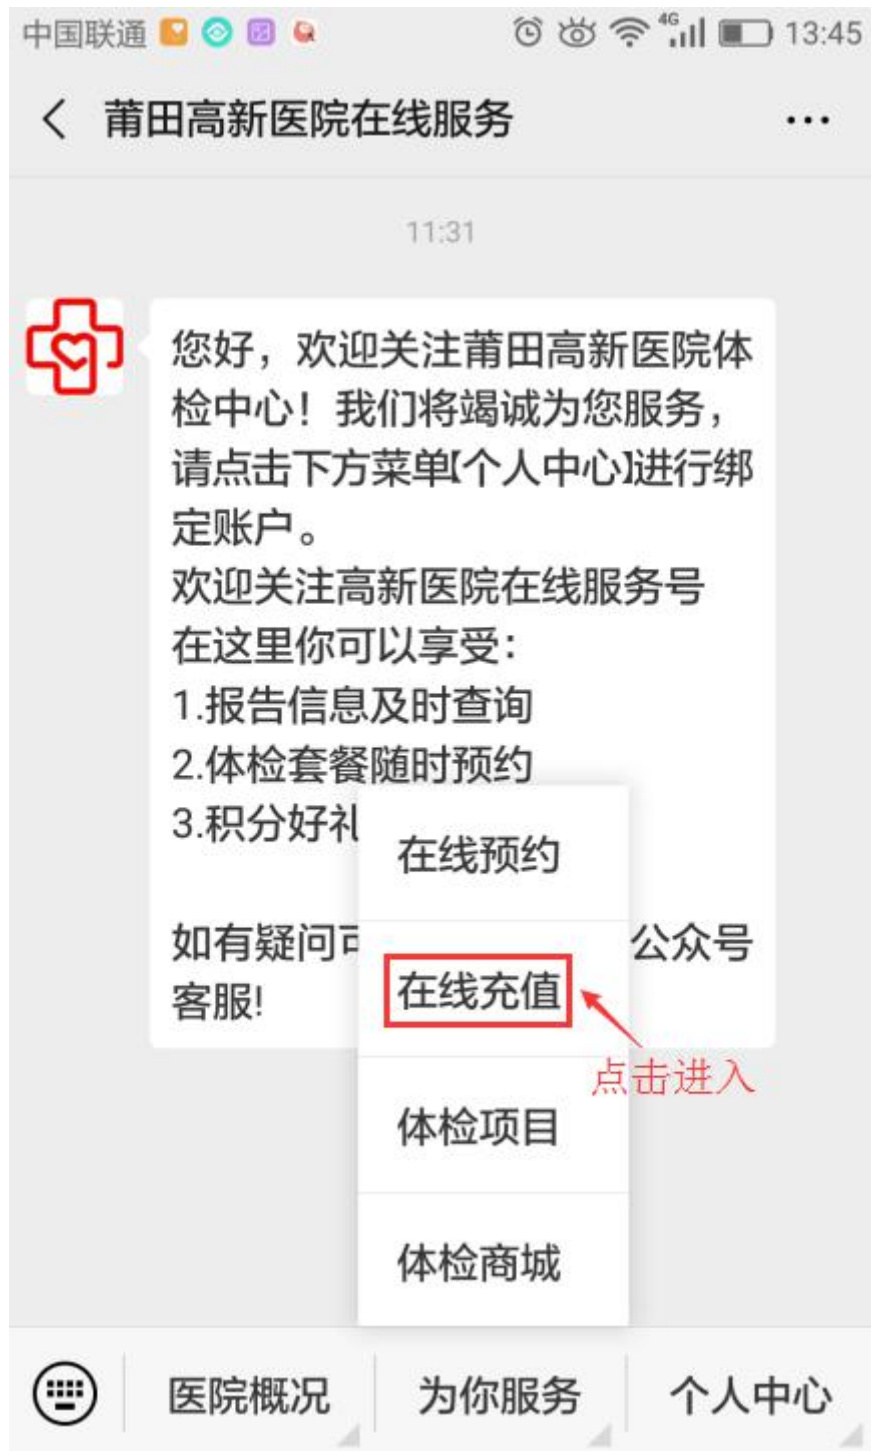 中国联通 4G 13:45
莆田高新医院在线服务
11:31
您好，欢迎关注莆田高新医院体
检中心！我们将竭诚为您服务，
请点击下方菜单【个人中心】进行绑
定账户。
欢迎关注高新医院在线服务号
在这里你可以享受：
1.报告信息及时查询
2.体检套餐随时预约
3.积分好礼
在线预约
如有疑问 公众号
客服!
在线充值
点击进入
体检项目
体检商城
医院概况 为你服务 个人中心